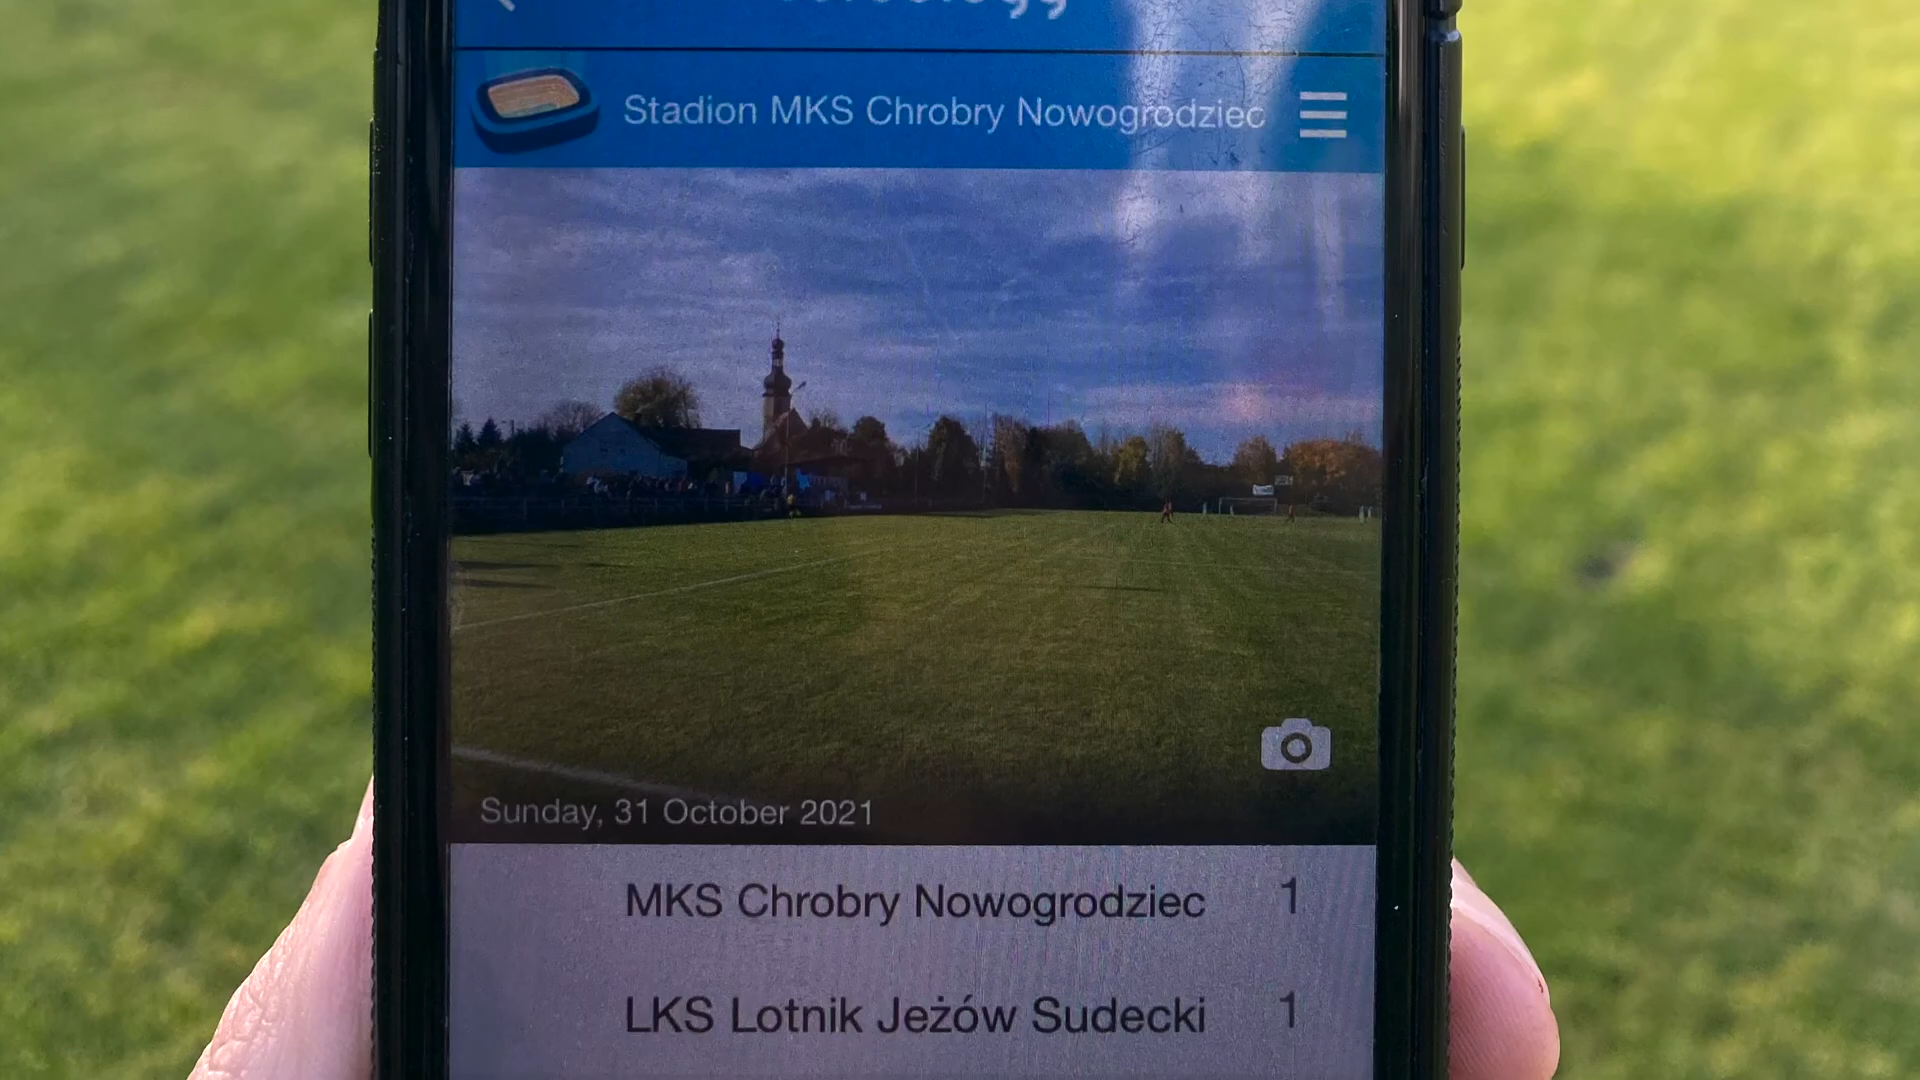 Stadion MKS Chrobry Nowogrodziec
Sunday, 31 October 2021
MKS Chrobry Nowogrodziec 1
LKS Lotnik Jeżów Sudecki 1